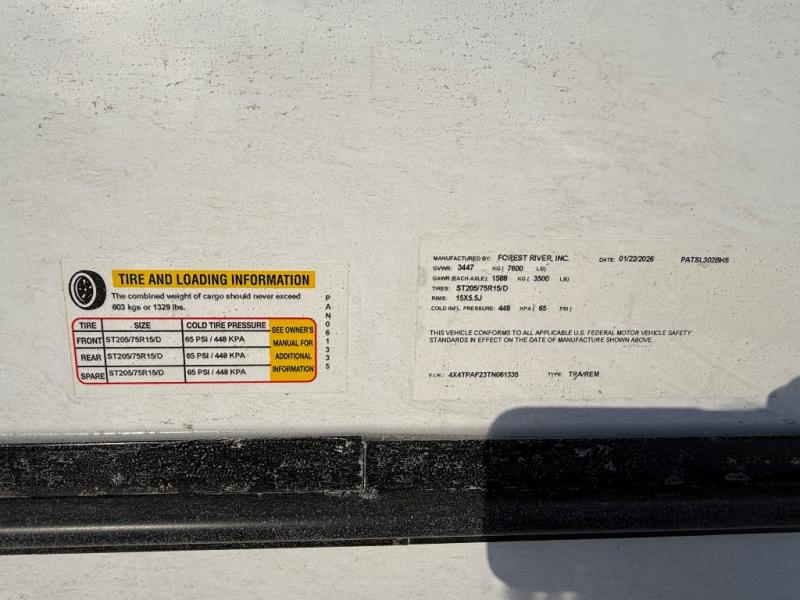 TIRE AND LOADING INFORMATION
The combined weight of cargo should never exceed
603 kgs or 1329 lbs.
TIRE SIZE COLD TIRE PRESSURE SEE OWNER'S MANUAL FOR ADDITIONAL INFORMATION
FRONT ST205/75R15/D 65 PSI / 448 KPA
REAR ST205/75R15/D 65 PSI / 448 KPA
SPARE ST205/75R15/D 65 PSI / 448 KPA
PAN061335
MANUFACTURED BY: FOREST RIVER, INC. DATE: 01/22/2026 PATSL302BHS
GVWR: 3447 KG ( 7600 LB)
GAWR (EACH AXLE): 1588 KG ( 3500 LB)
TIRES: ST205/75R15/D
RIMS: 15X5.5J
COLD INFL. PRESSURE: 448 KPA ( 65 PSI )
THIS VEHICLE CONFORMS TO ALL APPLICABLE U.S. FEDERAL MOTOR VEHICLE SAFETY
STANDARDS IN EFFECT ON THE DATE OF MANUFACTURE SHOWN ABOVE.
V.I.N.: 4X4TPAF23TN061335 TYPE: TRA/REM